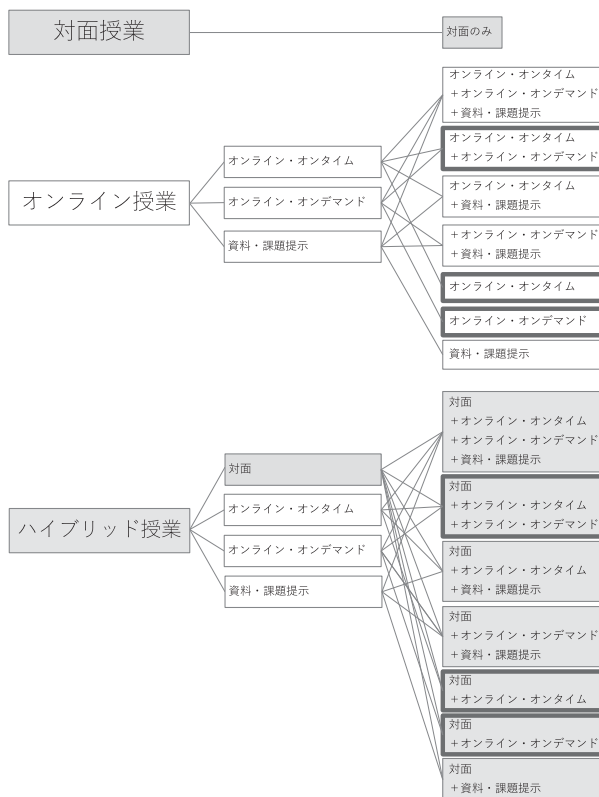 対面授業
対面のみ
オンライン授業
オンライン・オンタイム
オンライン・オンデマンド
資料・課題提示
オンライン・オンタイム
+オンライン・オンデマンド
+資料・課題提示
オンライン・オンタイム
+オンライン・オンデマンド
オンライン・オンタイム
+資料・課題提示
+オンライン・オンデマンド
+資料・課題提示
オンライン・オンタイム
オンライン・オンデマンド
資料・課題提示
ハイブリッド授業
対面
オンライン・オンタイム
オンライン・オンデマンド
資料・課題提示
対面
+オンライン・オンタイム
+オンライン・オンデマンド
+資料・課題提示
対面
+オンライン・オンタイム
+オンライン・オンデマンド
対面
+オンライン・オンタイム
+資料・課題提示
対面
+オンライン・オンデマンド
+資料・課題提示
対面
+オンライン・オンタイム
対面
+オンライン・オンデマンド
対面
+資料・課題提示